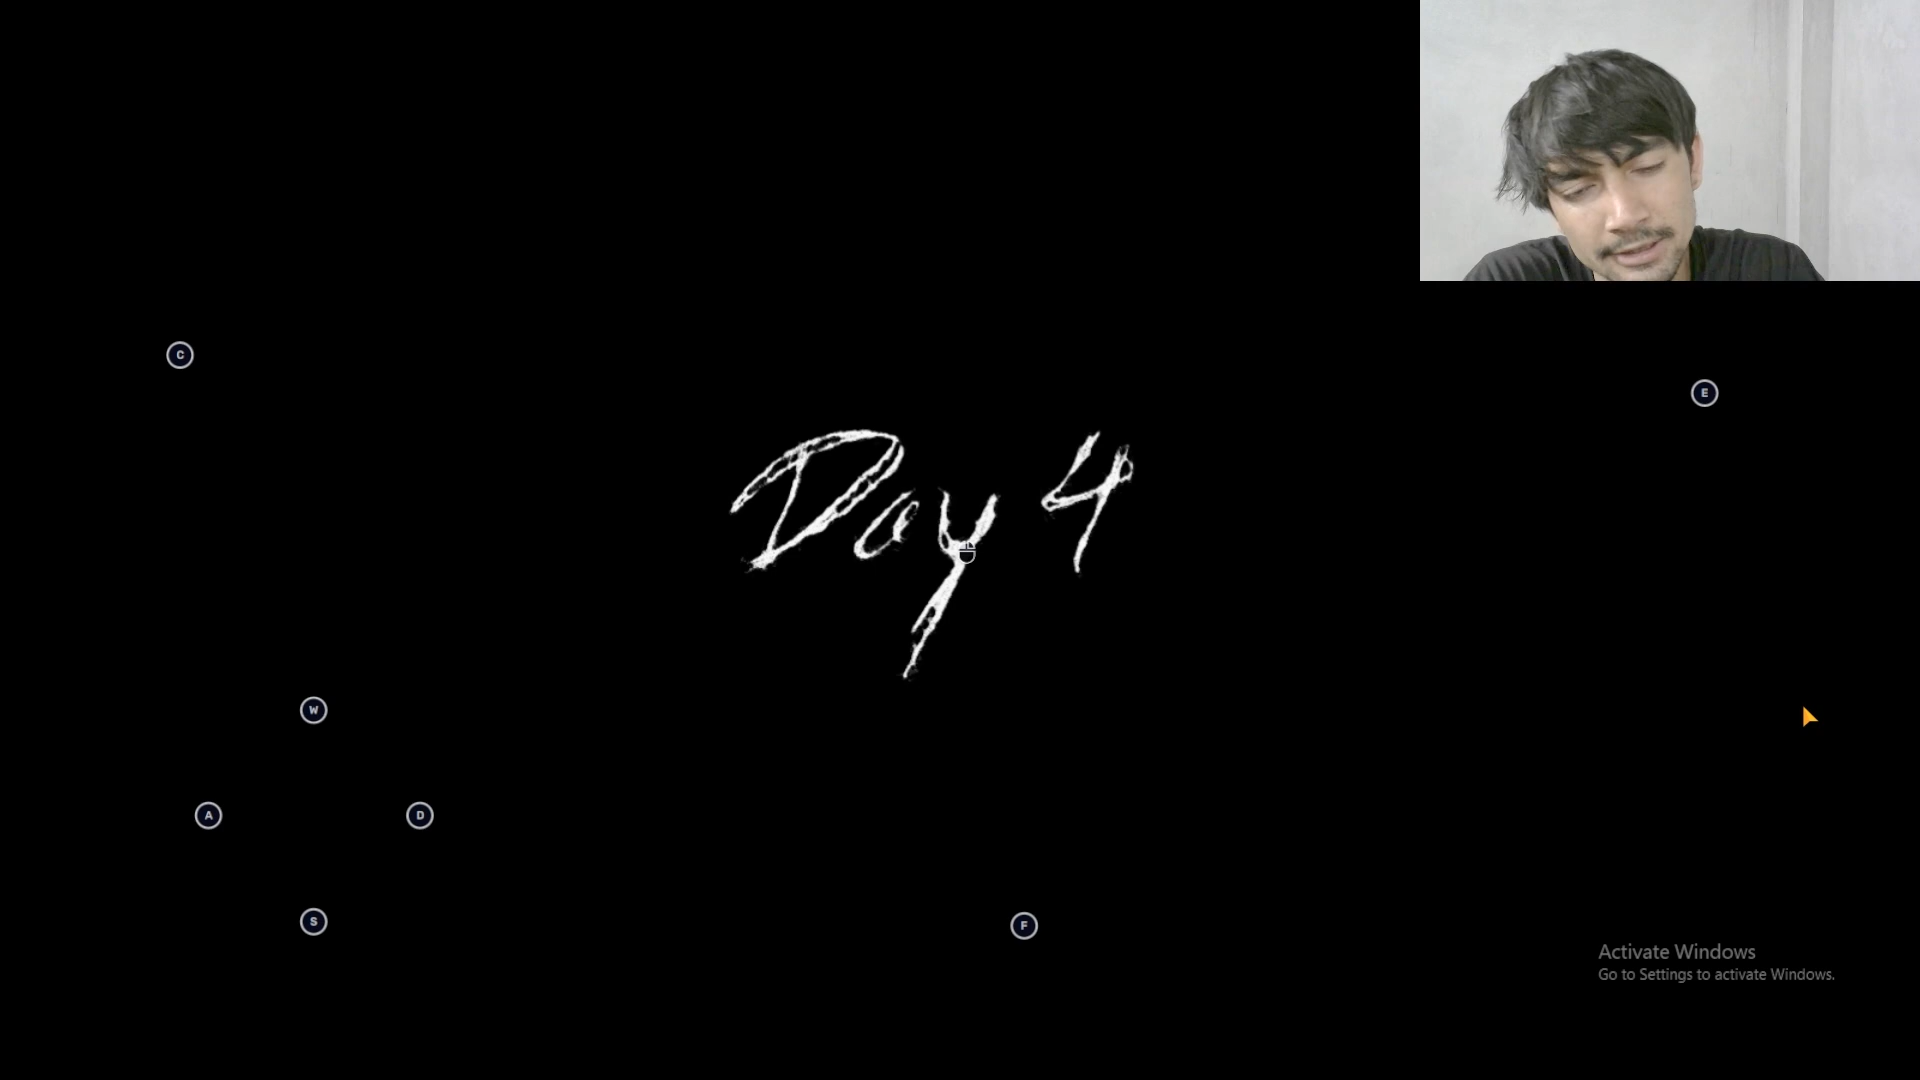 C
E
Day 4
W
A D
S
F
Activate Windows
Go to Settings to activate Windows.